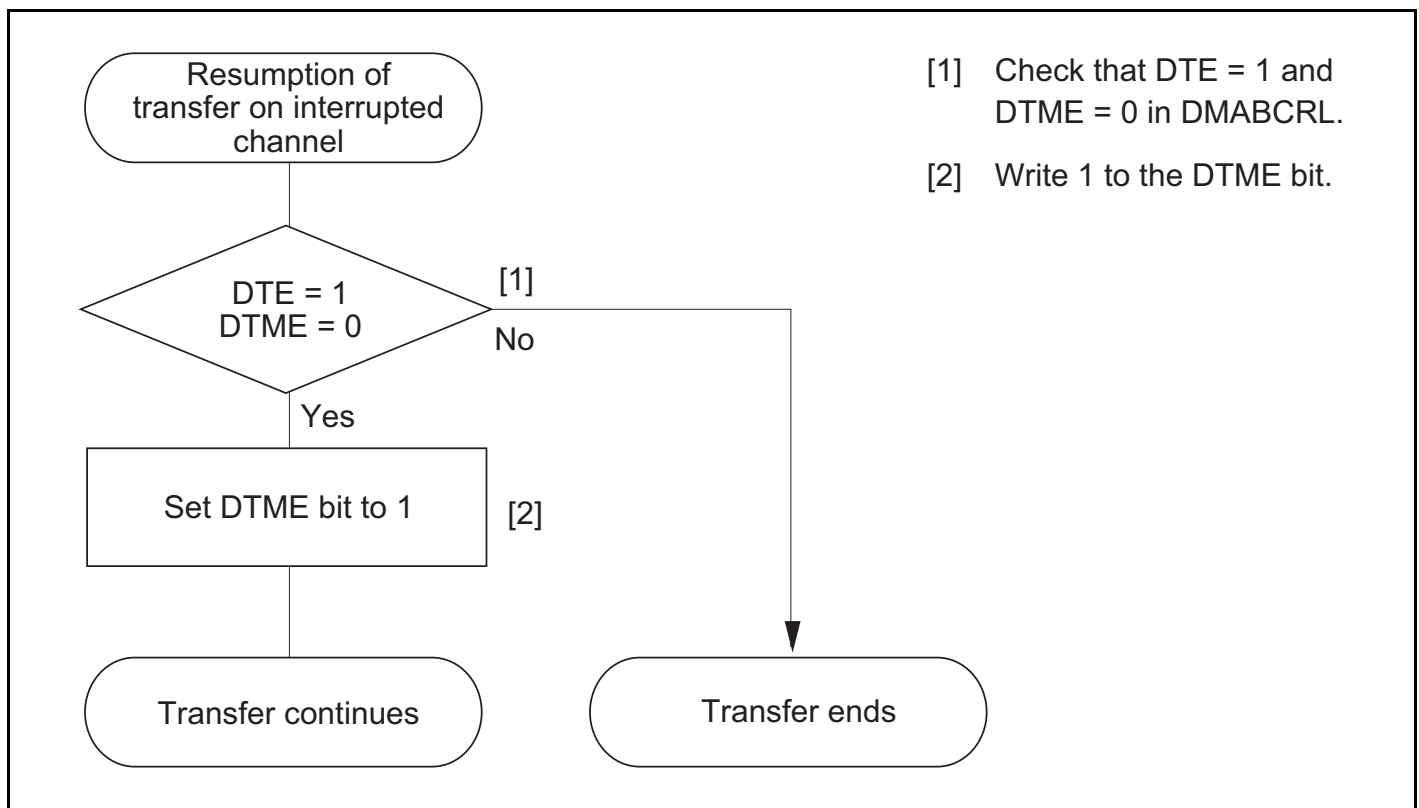 Resumption of
transfer on interrupted
channel
DTE = 1
DTME = 0
[1]
No
Yes
Set DTME bit to 1
[2]
Transfer continues
Transfer ends
[1] Check that DTE = 1 and
DTME = 0 in DMABCRL.
[2] Write 1 to the DTME bit.